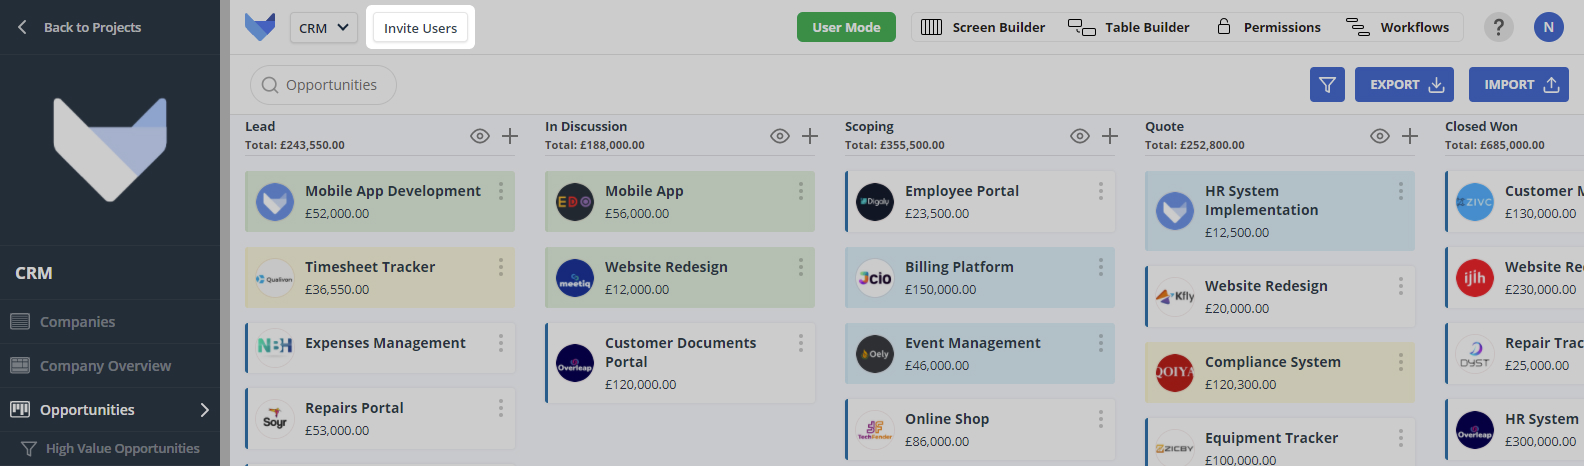 Back to Projects
CRM
Companies
Company Overview
Opportunities
High Value Opportunities
CRM
Invite Users
User Mode
Screen Builder
Table Builder
Permissions
Workflows
?
N
Opportunities
EXPORT
IMPORT
Lead
Total: £243,550.00
Mobile App Development
£52,000.00
Qualivan
Timesheet Tracker
£36,550.00
NBH
Expenses Management
Soyr
Repairs Portal
£53,000.00
In Discussion
Total: £188,000.00
EDO
Mobile App
£56,000.00
meetiq
Website Redesign
£12,000.00
Overleap
Customer Documents
Portal
£120,000.00
Scoping
Total: £355,500.00
Digaly
Employee Portal
£23,500.00
Jcio
Billing Platform
£150,000.00
Oely
Event Management
£46,000.00
TechFender
Online Shop
£86,000.00
Quote
Total: £252,800.00
HR System
Implementation
£12,500.00
Kfly
Website Redesign
£20,000.00
QOIYA
Compliance System
£120,300.00
ZICBY
Equipment Tracker
£100,000.00
Closed Won
Total: £685,000.00
ZIVC
Customer M
£130,000.00
ijih
Website Re
£230,000.00
DYST
Repair Trac
£25,000.00
Overleap
HR System
£300,000.00